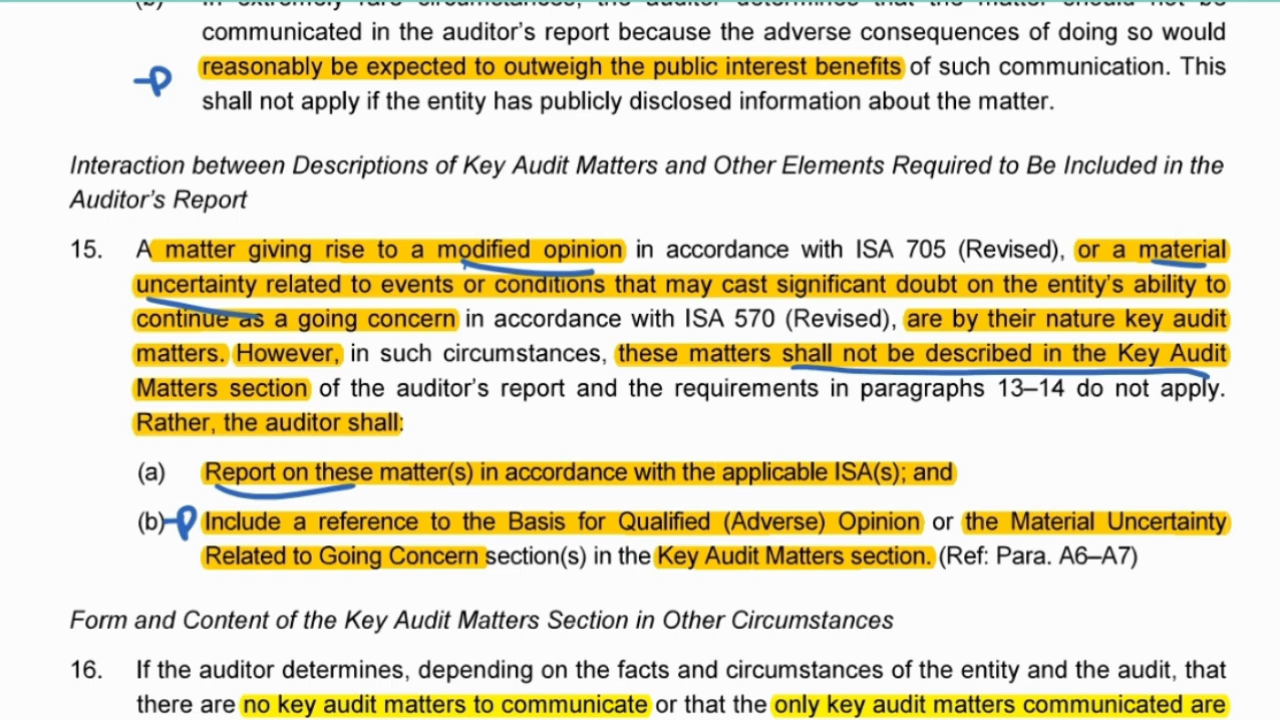 communicated in the auditor's report because the adverse consequences of doing so would
reasonably be expected to outweigh the public interest benefits of such communication. This
shall not apply if the entity has publicly disclosed information about the matter.
Interaction between Descriptions of Key Audit Matters and Other Elements Required to Be Included in the
Auditor's Report
15. A matter giving rise to a modified opinion in accordance with ISA 705 (Revised), or a material
uncertainty related to events or conditions that may cast significant doubt on the entity's ability to
continue as a going concern in accordance with ISA 570 (Revised), are by their nature key audit
matters. However, in such circumstances, these matters shall not be described in the Key Audit
Matters section of the auditor's report and the requirements in paragraphs 13–14 do not apply.
Rather, the auditor shall:
(a) Report on these matter(s) in accordance with the applicable ISA(s); and
(b) Include a reference to the Basis for Qualified (Adverse) Opinion or the Material Uncertainty
Related to Going Concern section(s) in the Key Audit Matters section. (Ref: Para. A6–A7)
Form and Content of the Key Audit Matters Section in Other Circumstances
16. If the auditor determines, depending on the facts and circumstances of the entity and the audit, that
there are no key audit matters to communicate or that the only key audit matters communicated are